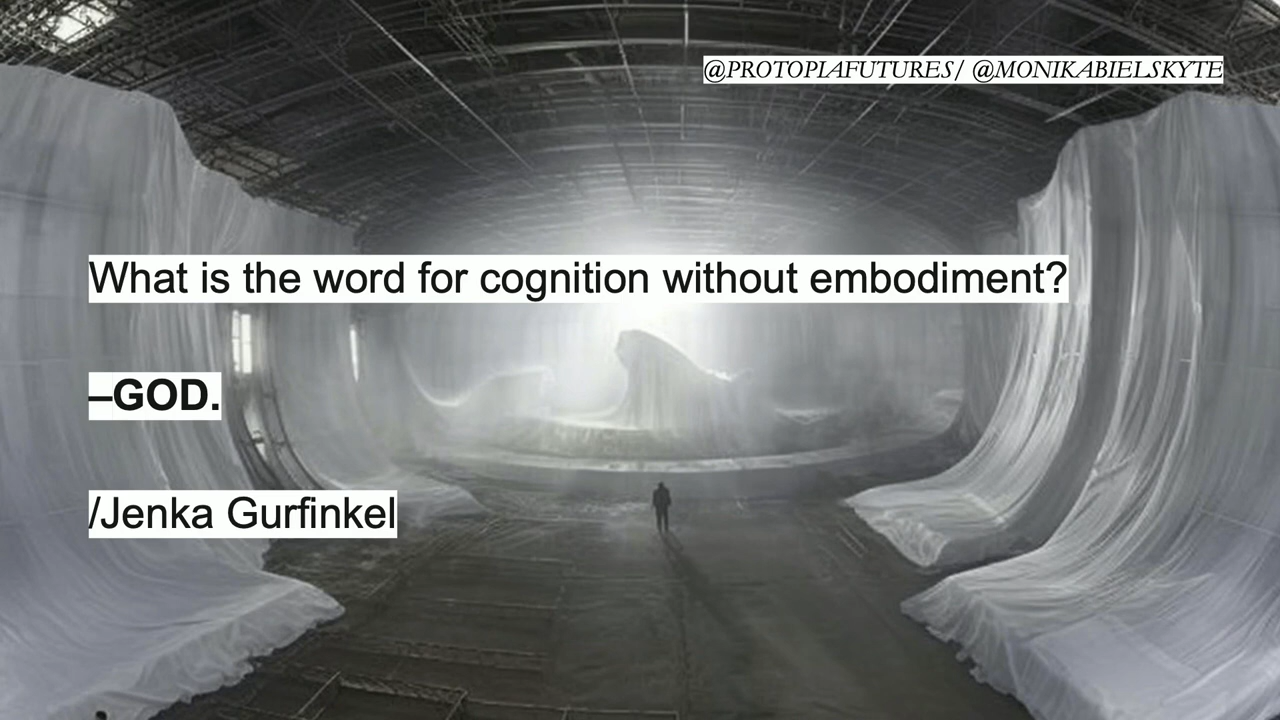 @PROTOPIAFUTURES/ @MONIKABIELSKYTE
What is the word for cognition without embodiment?
–GOD.
/Jenka Gurfinkel